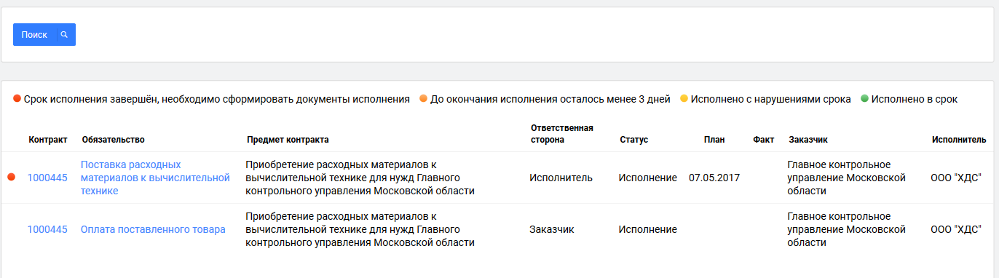 Поиск
Срок исполнения завершён, необходимо сформировать документы исполнения До окончания исполнения осталось менее 3 дней Исполнено с нарушениями срока Исполнено в срок
Контракт Обязательство Предмет контракта Ответственная сторона Статус План Факт Заказчик Исполнитель
1000445
Поставка расходных
материалов к вычислительной
технике
Приобретение расходных материалов к
вычислительной технике для нужд Главного
контрольного управления Московской области
Исполнитель
Исполнение
07.05.2017
Главное контрольное
управление Московской
области
ООО "ХДС"
1000445
Оплата поставленного товара
Приобретение расходных материалов к
вычислительной технике для нужд Главного
контрольного управления Московской области
Заказчик
Исполнение
Главное контрольное
управление Московской
области
ООО "ХДС"